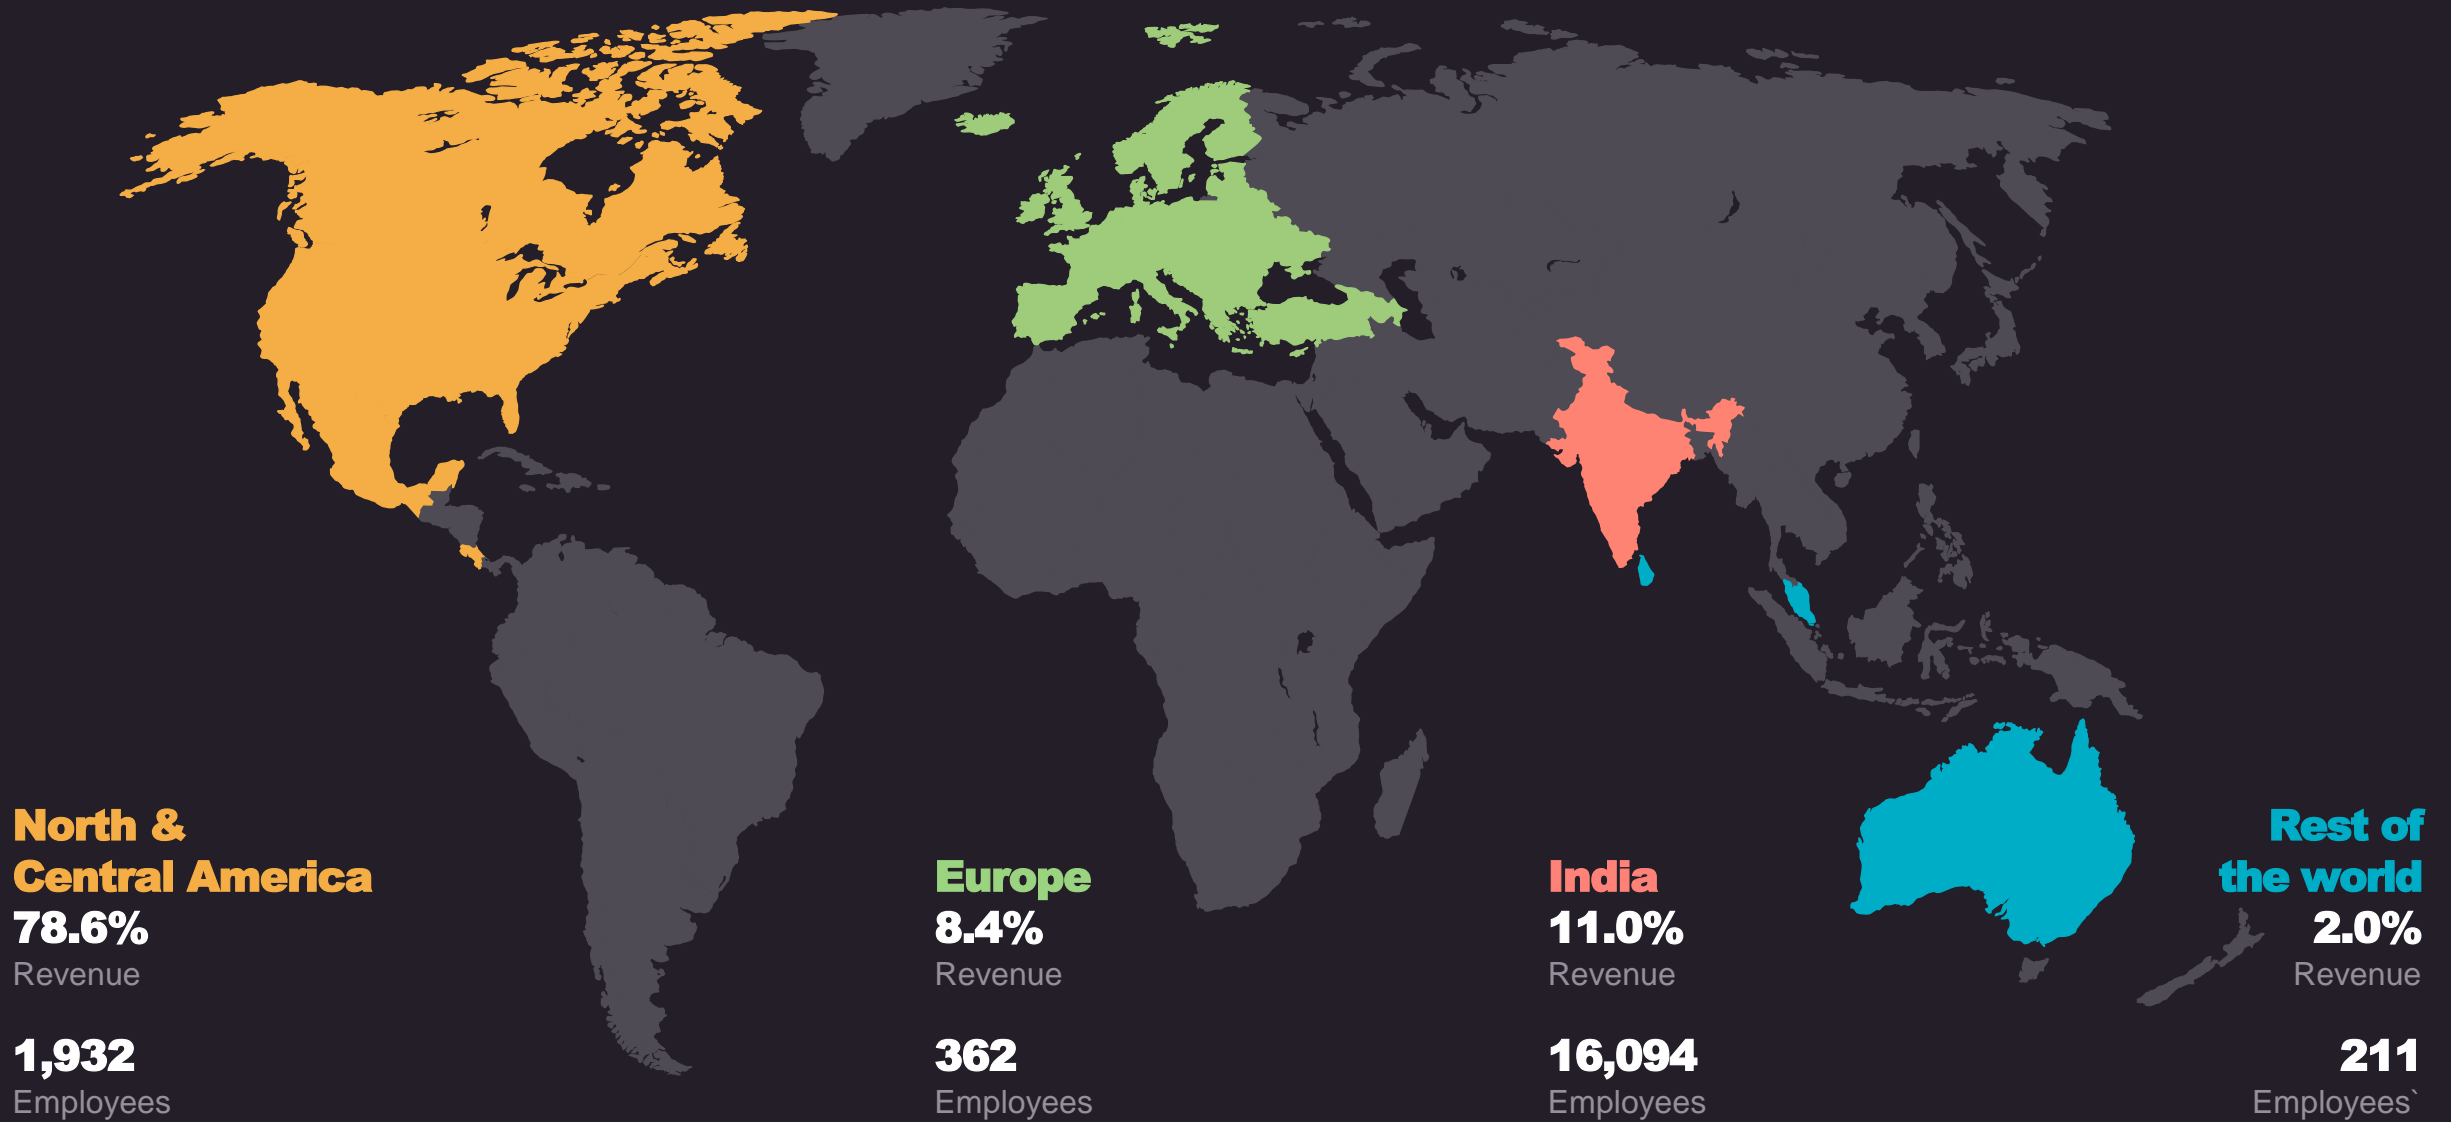 North &
Central America
78.6%
Revenue
1,932
Employees
Europe
8.4%
Revenue
362
Employees
India
11.0%
Revenue
16,094
Employees
Rest of
the world
2.0%
Revenue
211
Employees`